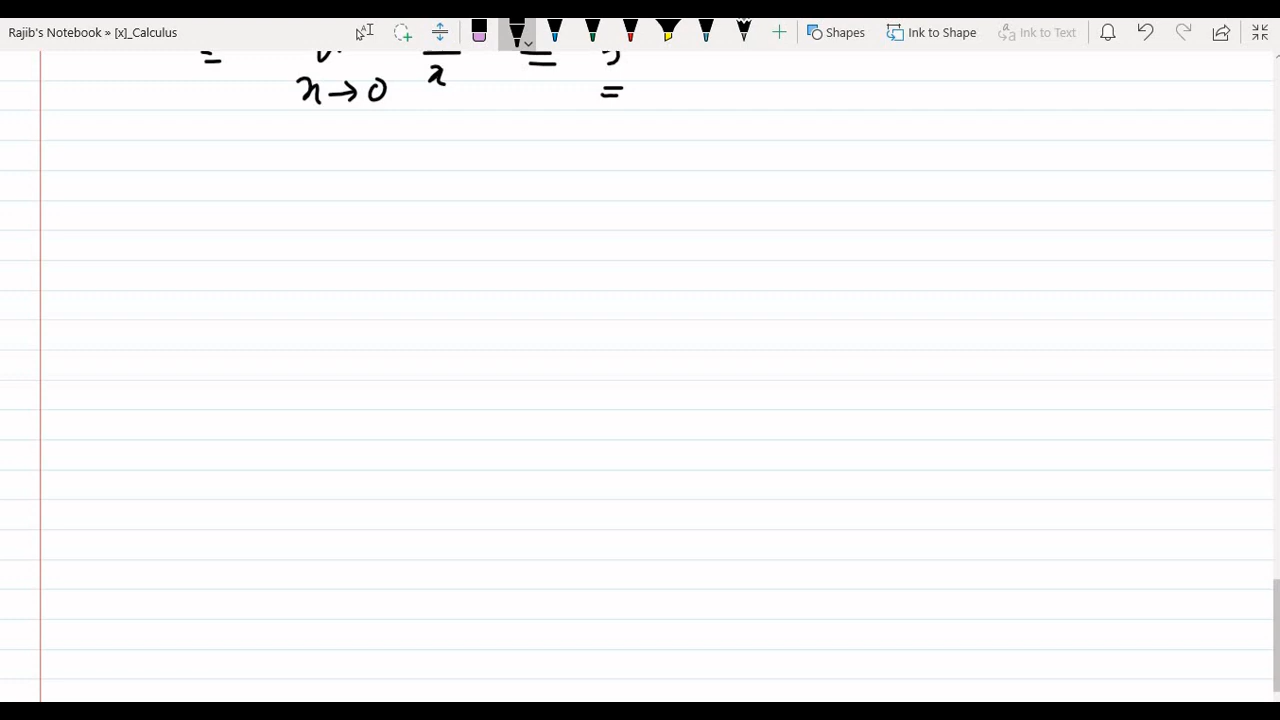 Rajib's Notebook • [x]_Calculus
Shapes
Ink to Shape
Ink to Text
x
x→0
=